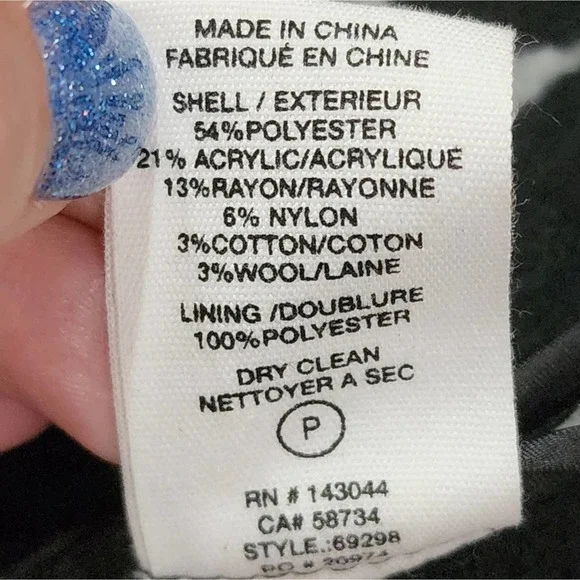 MADE IN CHINA
FABRIQUÉ EN CHINE
SHELL / EXTERIEUR
54%POLYESTER
21% ACRYLIC/ACRYLIQUE
13%RAYON/RAYONNE
6% NYLON
3%COTTON/COTON
3%WOOL/LAINE
LINING /DOUBLURE
100%POLYESTER
DRY CLEAN
NETTOYER A SEC
P
RN # 143044
CA# 58734
STYLE.:69298
PO #